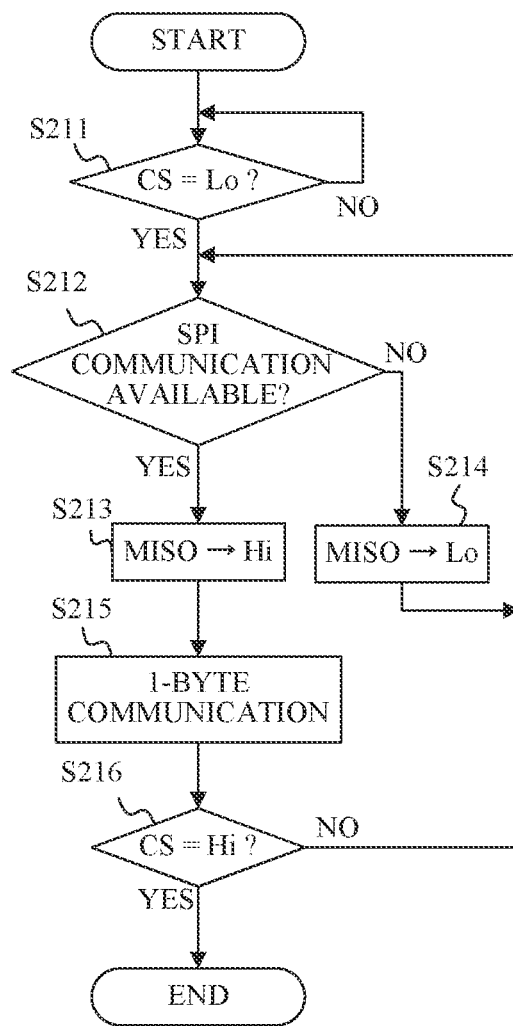 START
S211
CS = Lo ?
NO
YES
S212
SPI
COMMUNICATION
AVAILABLE?
NO
YES
S214
S213
MISO → Hi
MISO → Lo
S215
1-BYTE
COMMUNICATION
S216
CS = Hi ?
NO
YES
END